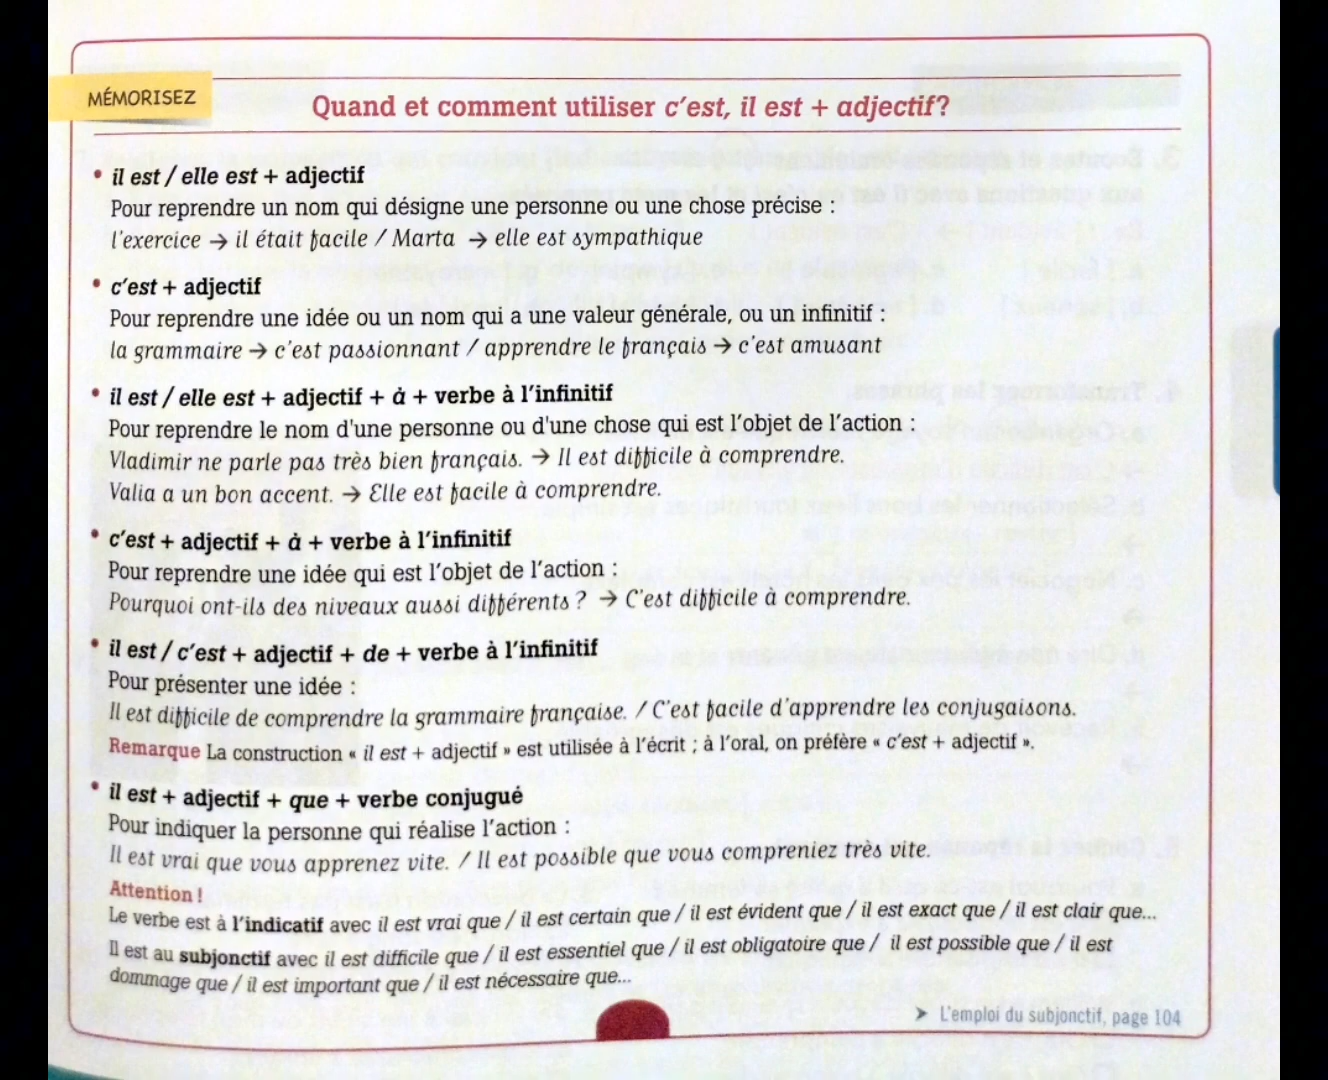 MÉMORISEZ
Quand et comment utiliser c'est, il est + adjectif?
• il est / elle est + adjectif
Pour reprendre un nom qui désigne une personne ou une chose précise :
l'exercice → il était facile / Marta → elle est sympathique
• c'est + adjectif
Pour reprendre une idée ou un nom qui a une valeur générale, ou un infinitif :
la grammaire → c'est passionnant / apprendre le français → c'est amusant
• il est / elle est + adjectif + à + verbe à l'infinitif
Pour reprendre le nom d'une personne ou d'une chose qui est l'objet de l'action :
Vladimir ne parle pas très bien français. → Il est difficile à comprendre.
Valia a un bon accent. → Elle est facile à comprendre.
• c'est + adjectif + à + verbe à l'infinitif
Pour reprendre une idée qui est l'objet de l'action :
Pourquoi ont-ils des niveaux aussi différents ? → C'est difficile à comprendre.
• il est / c'est + adjectif + de + verbe à l'infinitif
Pour présenter une idée :
Il est difficile de comprendre la grammaire française. / C'est facile d'apprendre les conjugaisons.
Remarque La construction « il est + adjectif » est utilisée à l'écrit ; à l'oral, on préfère « c'est + adjectif ».
• il est + adjectif + que + verbe conjugué
Pour indiquer la personne qui réalise l'action :
Il est vrai que vous apprenez vite. / Il est possible que vous compreniez très vite.
Attention !
Le verbe est à l'indicatif avec il est vrai que / il est certain que / il est évident que / il est exact que / il est clair que...
Il est au subjonctif avec il est difficile que / il est essentiel que / il est obligatoire que / il est possible que / il est
dommage que / il est important que / il est nécessaire que...
➤ L'emploi du subjonctif, page 104